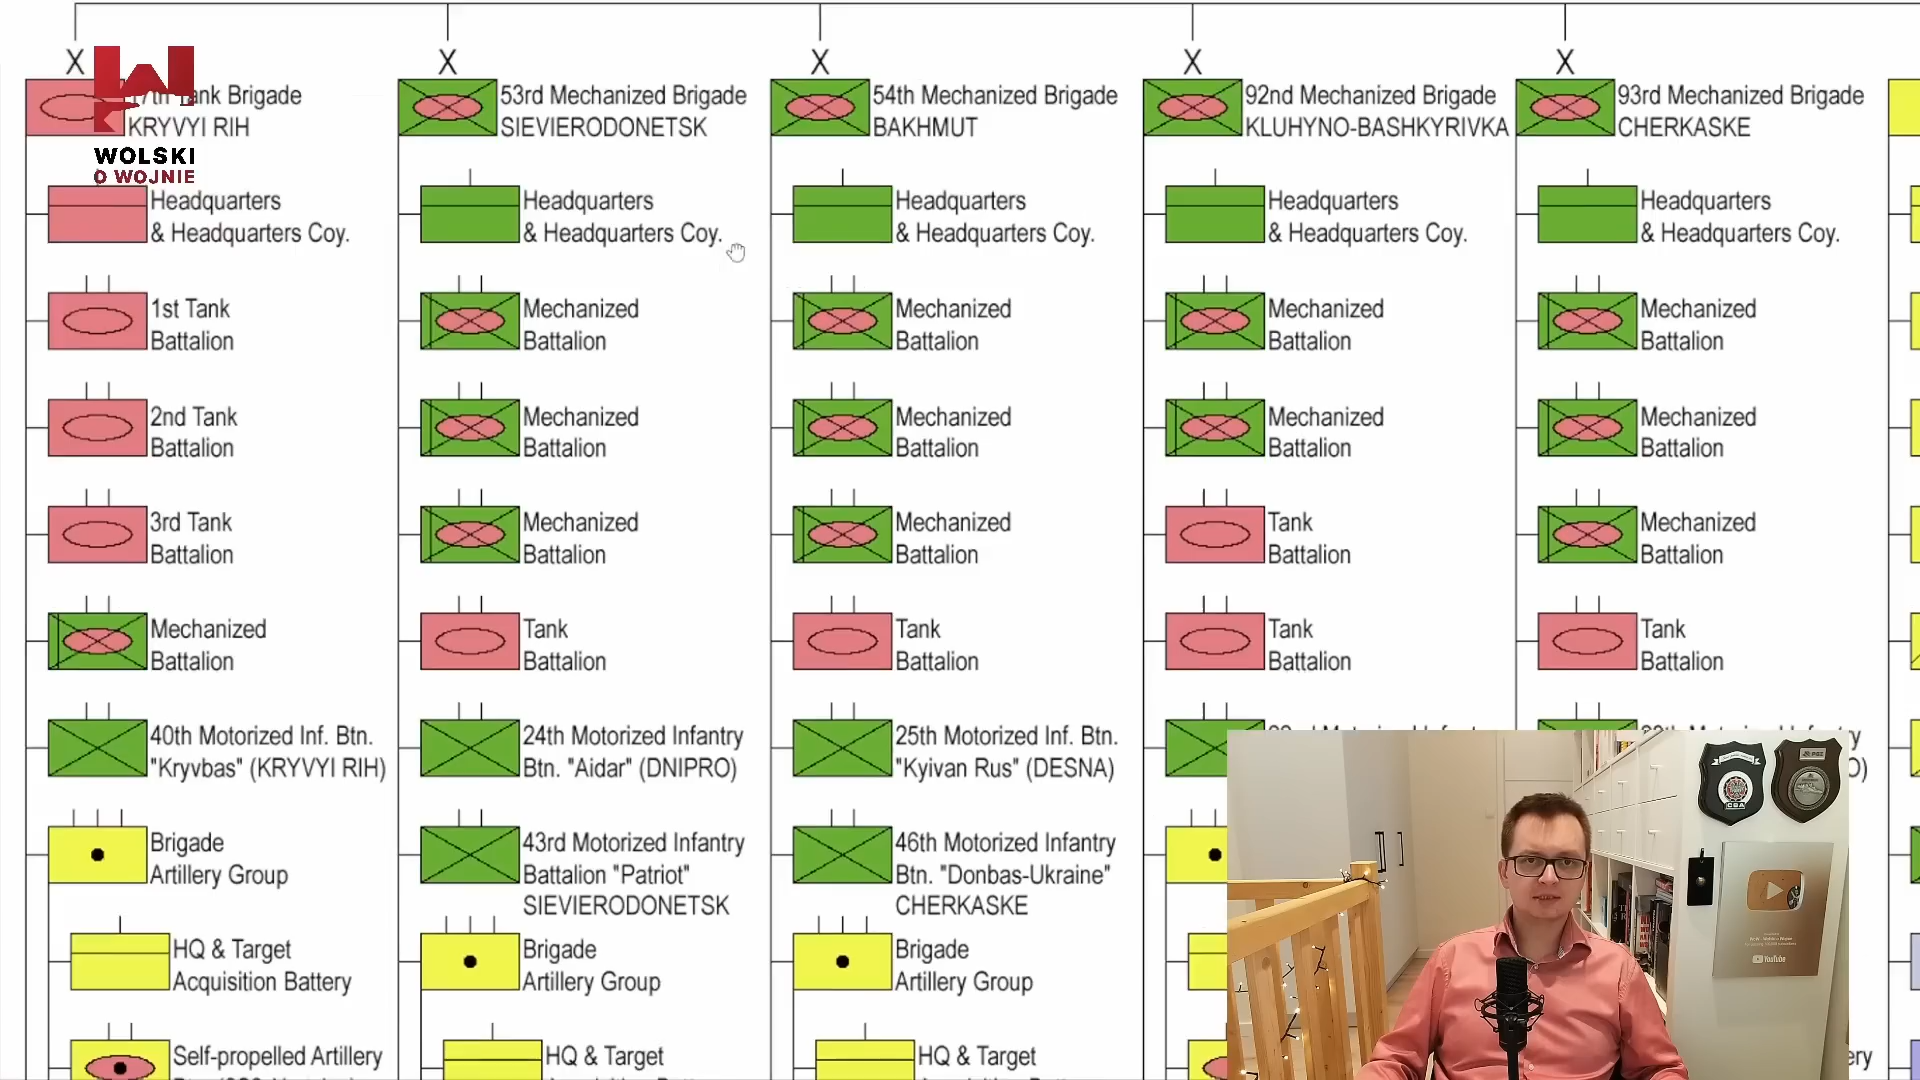 X
17th Tank Brigade
KRYVYI RIH
WOLSKI
O WOJNIE
Headquarters
& Headquarters Coy.
1st Tank
Battalion
2nd Tank
Battalion
3rd Tank
Battalion
Mechanized
Battalion
40th Motorized Inf. Btn.
"Kryvbas" (KRYVYI RIH)
Brigade
Artillery Group
HQ & Target
Acquisition Battery
Self-propelled Artillery
X
53rd Mechanized Brigade
SIEVIERODONETSK
Headquarters
& Headquarters Coy.
Mechanized
Battalion
Mechanized
Battalion
Mechanized
Battalion
Tank
Battalion
24th Motorized Infantry
Btn. "Aidar" (DNIPRO)
43rd Motorized Infantry
Battalion "Patriot"
SIEVIERODONETSK
Brigade
Artillery Group
HQ & Target
X
54th Mechanized Brigade
BAKHMUT
Headquarters
& Headquarters Coy.
Mechanized
Battalion
Mechanized
Battalion
Mechanized
Battalion
Tank
Battalion
25th Motorized Inf. Btn.
"Kyivan Rus" (DESNA)
46th Motorized Infantry
Btn. "Donbas-Ukraine"
CHERKASKE
Brigade
Artillery Group
HQ & Target
X
92nd Mechanized Brigade
KLUHYNO-BASHKYRIVKA
Headquarters
& Headquarters Coy.
Mechanized
Battalion
Mechanized
Battalion
Tank
Battalion
Tank
Battalion
X
93rd Mechanized Brigade
CHERKASKE
Headquarters
& Headquarters Coy.
Mechanized
Battalion
Mechanized
Battalion
Mechanized
Battalion
Tank
Battalion
YouTube